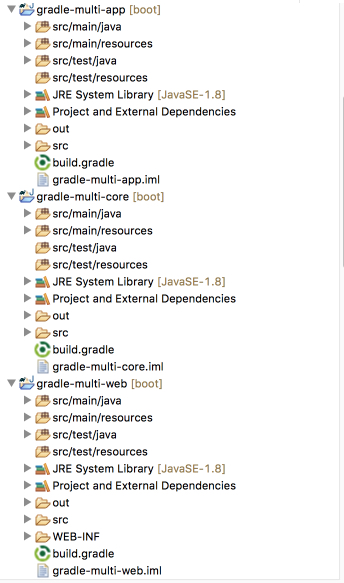 gradle-multi-app [boot]
src/main/java
src/main/resources
src/test/java
src/test/resources
JRE System Library [JavaSE-1.8]
Project and External Dependencies
out
src
build.gradle
gradle-multi-app.iml
gradle-multi-core [boot]
src/main/java
src/main/resources
src/test/java
src/test/resources
JRE System Library [JavaSE-1.8]
Project and External Dependencies
out
src
build.gradle
gradle-multi-core.iml
gradle-multi-web [boot]
src/main/java
src/main/resources
src/test/java
src/test/resources
JRE System Library [JavaSE-1.8]
Project and External Dependencies
out
src
WEB-INF
build.gradle
gradle-multi-web.iml